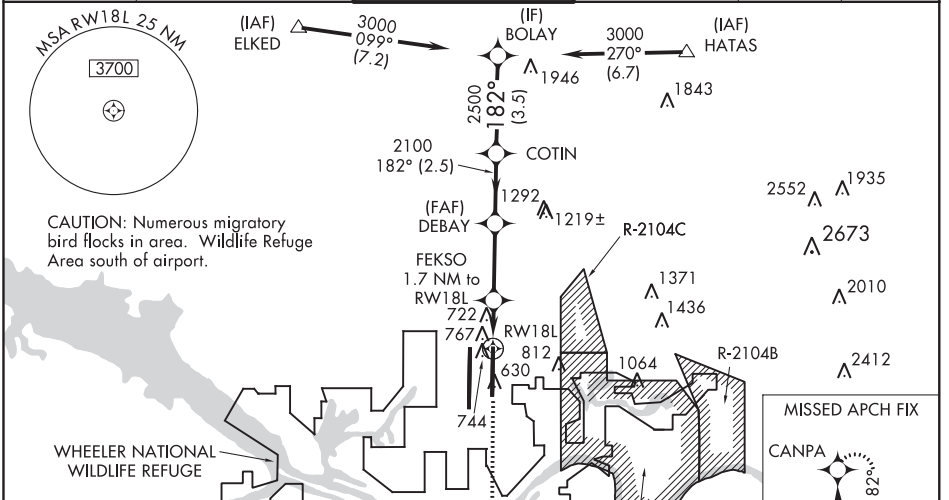 MSA RW18L 25 NM
3700
(IAF)
ELKED
3000
099°
(7.2)
(IF)
BOLAY
3000
270°
(6.7)
(IAF)
HATAS
1946
1843
2500
182°
(3.5)
2100
182° (2.5)
COTIN
CAUTION: Numerous migratory
bird flocks in area. Wildlife Refuge
Area south of airport.
(FAF)
DEBAY
1292
1219±
2552
1935
2673
R-2104C
FEKSO
1.7 NM to
RW18L
1371
1436
2010
722
767
RW18L
812
630
744
1064
R-2104B
2412
WHEELER NATIONAL
WILDLIFE REFUGE
MISSED APCH FIX
CANPA
82°